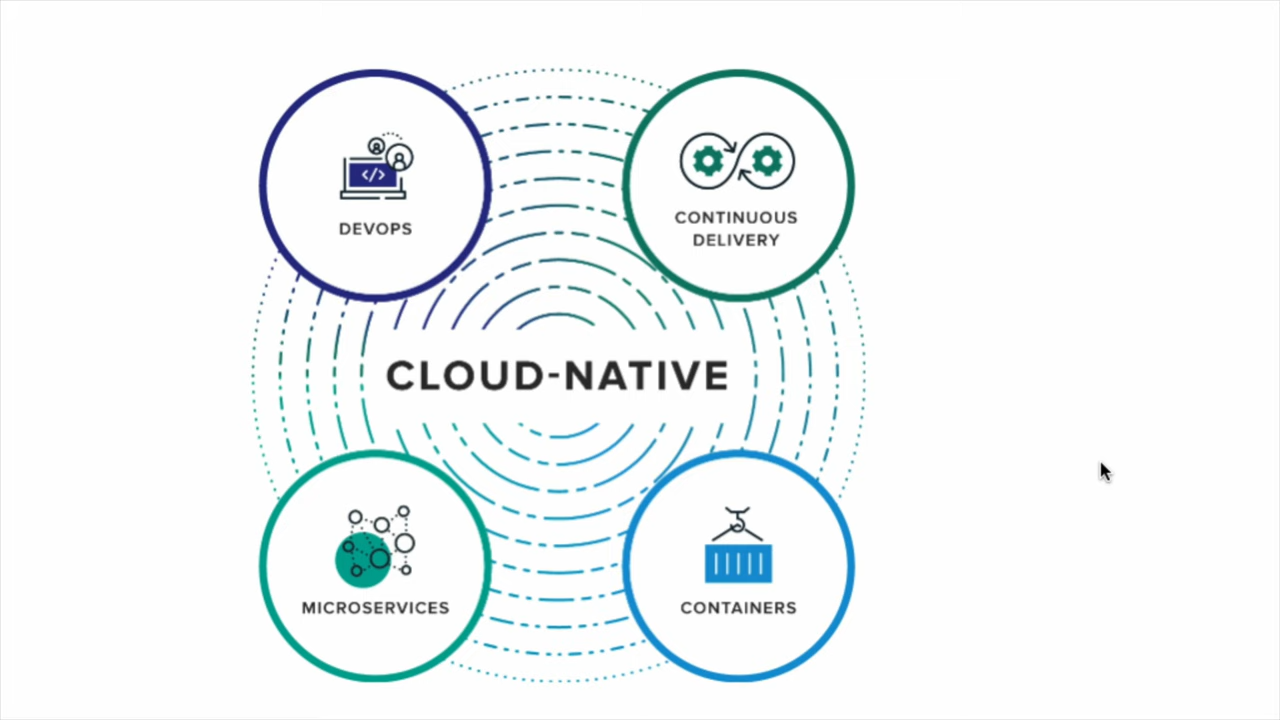 DEVOPS
CONTINUOUS
DELIVERY
</>
CLOUD-NATIVE
MICROSERVICES
CONTAINERS